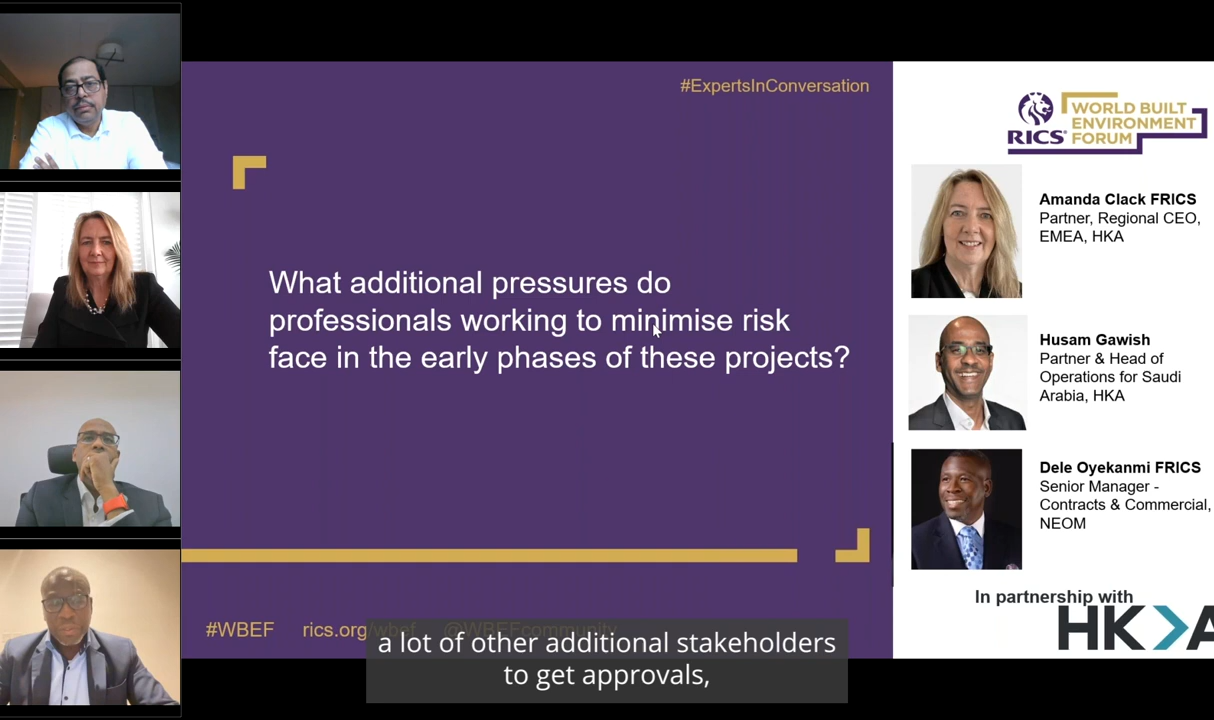 #ExpertsInConversation
What additional pressures do
professionals working to minimise risk
face in the early phases of these projects?
#WBEF rics.org/wbef @WBEFcommunity
RICS
WORLD BUILT
ENVIRONMENT
FORUM
Amanda Clack FRICS
Partner, Regional CEO,
EMEA, HKA
Husam Gawish
Partner & Head of
Operations for Saudi
Arabia, HKA
Dele Oyekanmi FRICS
Senior Manager -
Contracts & Commercial,
NEOM
In partnership with
HKA
a lot of other additional stakeholders
to get approvals,